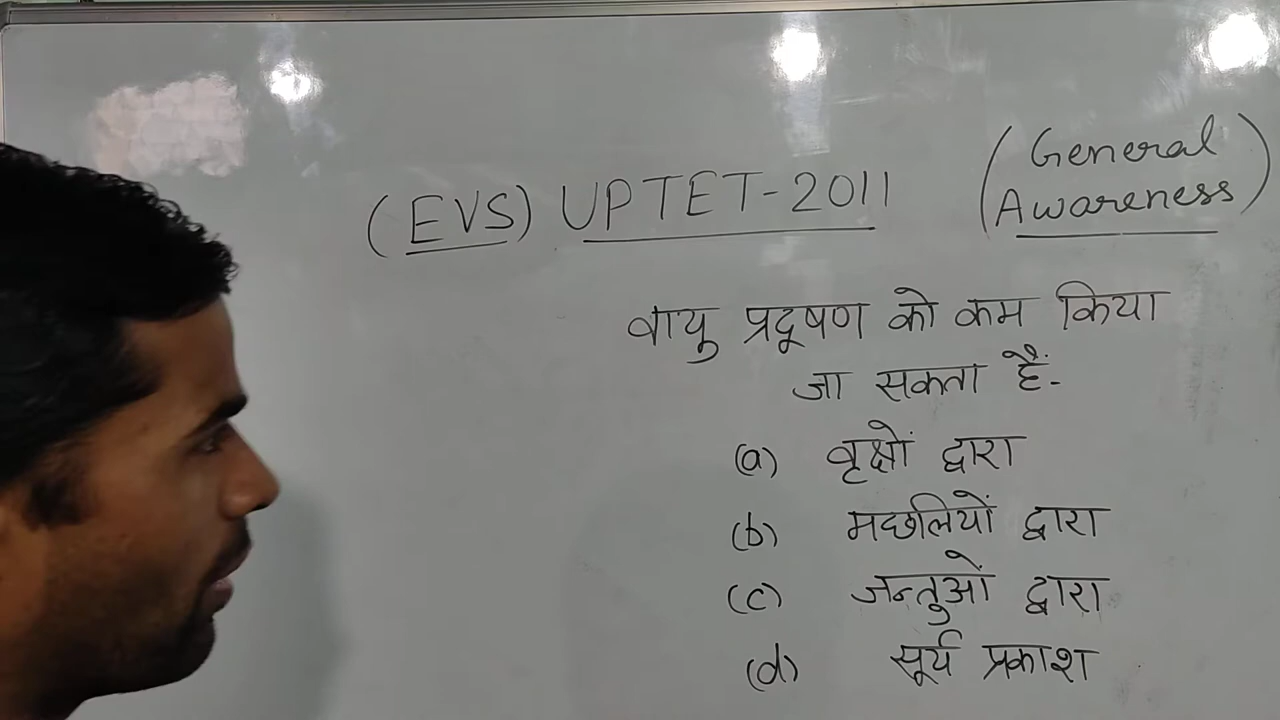 (EVS) UPTET-2011 (General Awareness)
वायु प्रदूषण को कम किया
जा सकता हैं-
(a) वृक्षों द्वारा
(b) मछलियों द्वारा
(c) जन्तुओं द्वारा
(d) सूर्य प्रकाश